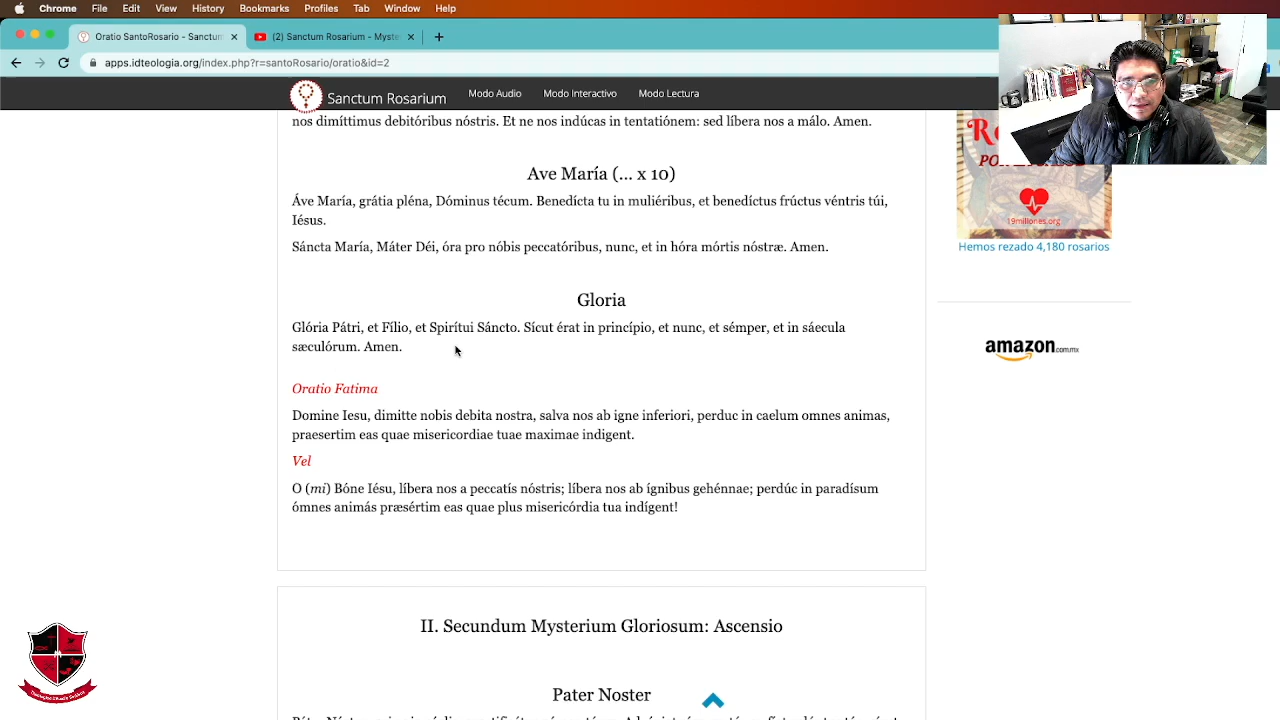 Chrome File Edit View History Bookmarks Profiles Tab Window Help
Oratio SantoRosario - Sanctum
(2) Sanctum Rosarium - Myste
apps.idteologia.org/index.php?r=santoRosario/oratio&id=2
Sanctum Rosarium Modo Audio Modo Interactivo Modo Lectura
nos dimíttimus debitóribus nóstris. Et ne nos indúcas in tentatiónem: sed líbera nos a málo. Amen.
Ave María (... x 10)
Áve María, grátia pléna, Dóminus técum. Benedícta tu in muliéribus, et benedíctus frúctus véntris túi,
Iésus.
Sáncta María, Máter Déi, óra pro nóbis peccatóribus, nunc, et in hóra mórtis nóstræ. Amen.
Gloria
Glória Pátri, et Fílio, et Spirítui Sáncto. Sícut érat in princípio, et nunc, et sémper, et in sáecula
sæculórum. Amen.
Oratio Fatima
Domine Iesu, dimitte nobis debita nostra, salva nos ab igne inferiori, perduc in caelum omnes animas,
praesertim eas quae misericordiae tuae maximae indigent.
Vel
O (mi) Bóne Iésu, líbera nos a peccatís nóstris; líbera nos ab ígnibus gehénnae; perdúc in paradísum
ómnes animás præsértim eas quae plus misericórdia tua indígent!
II. Secundum Mysterium Gloriosum: Ascensio
Pater Noster
19millones.org
Hemos rezado 4,180 rosarios
amazon.com.mx